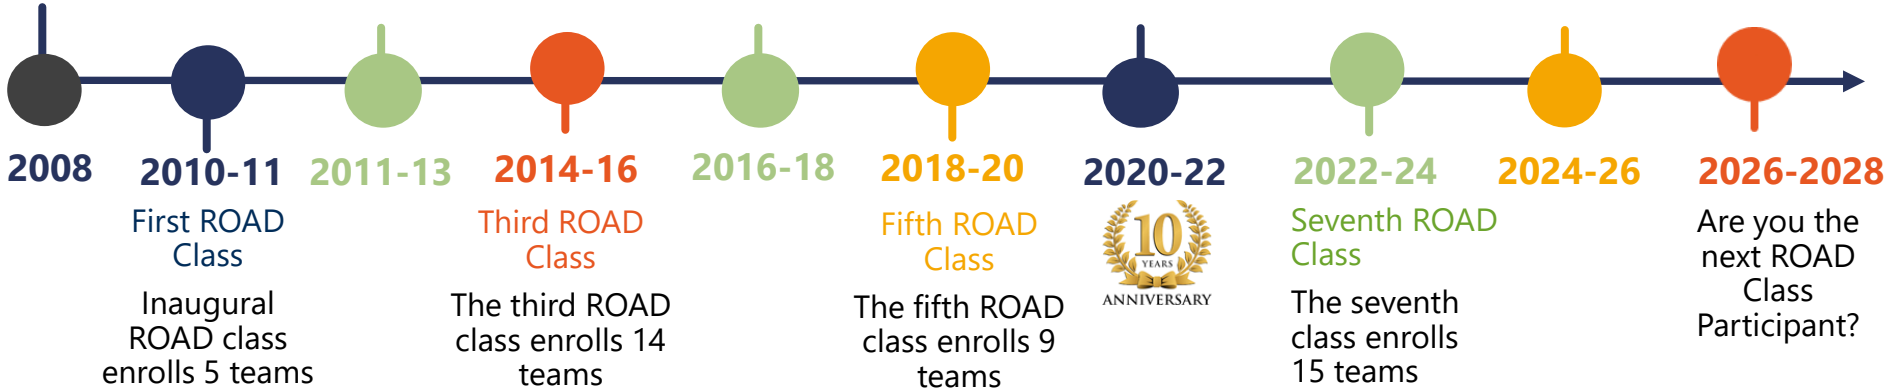 2008
2010-11
First ROAD
Class
Inaugural
ROAD class
enrolls 5 teams
2011-13
2014-16
Third ROAD
Class
The third ROAD
class enrolls 14
teams
2016-18
2018-20
Fifth ROAD
Class
The fifth ROAD
class enrolls 9
teams
2020-22
10
YEARS
ANNIVERSARY
2022-24
Seventh ROAD
Class
The seventh
class enrolls
15 teams
2024-26
2026-2028
Are you the
next ROAD
Class
Participant?